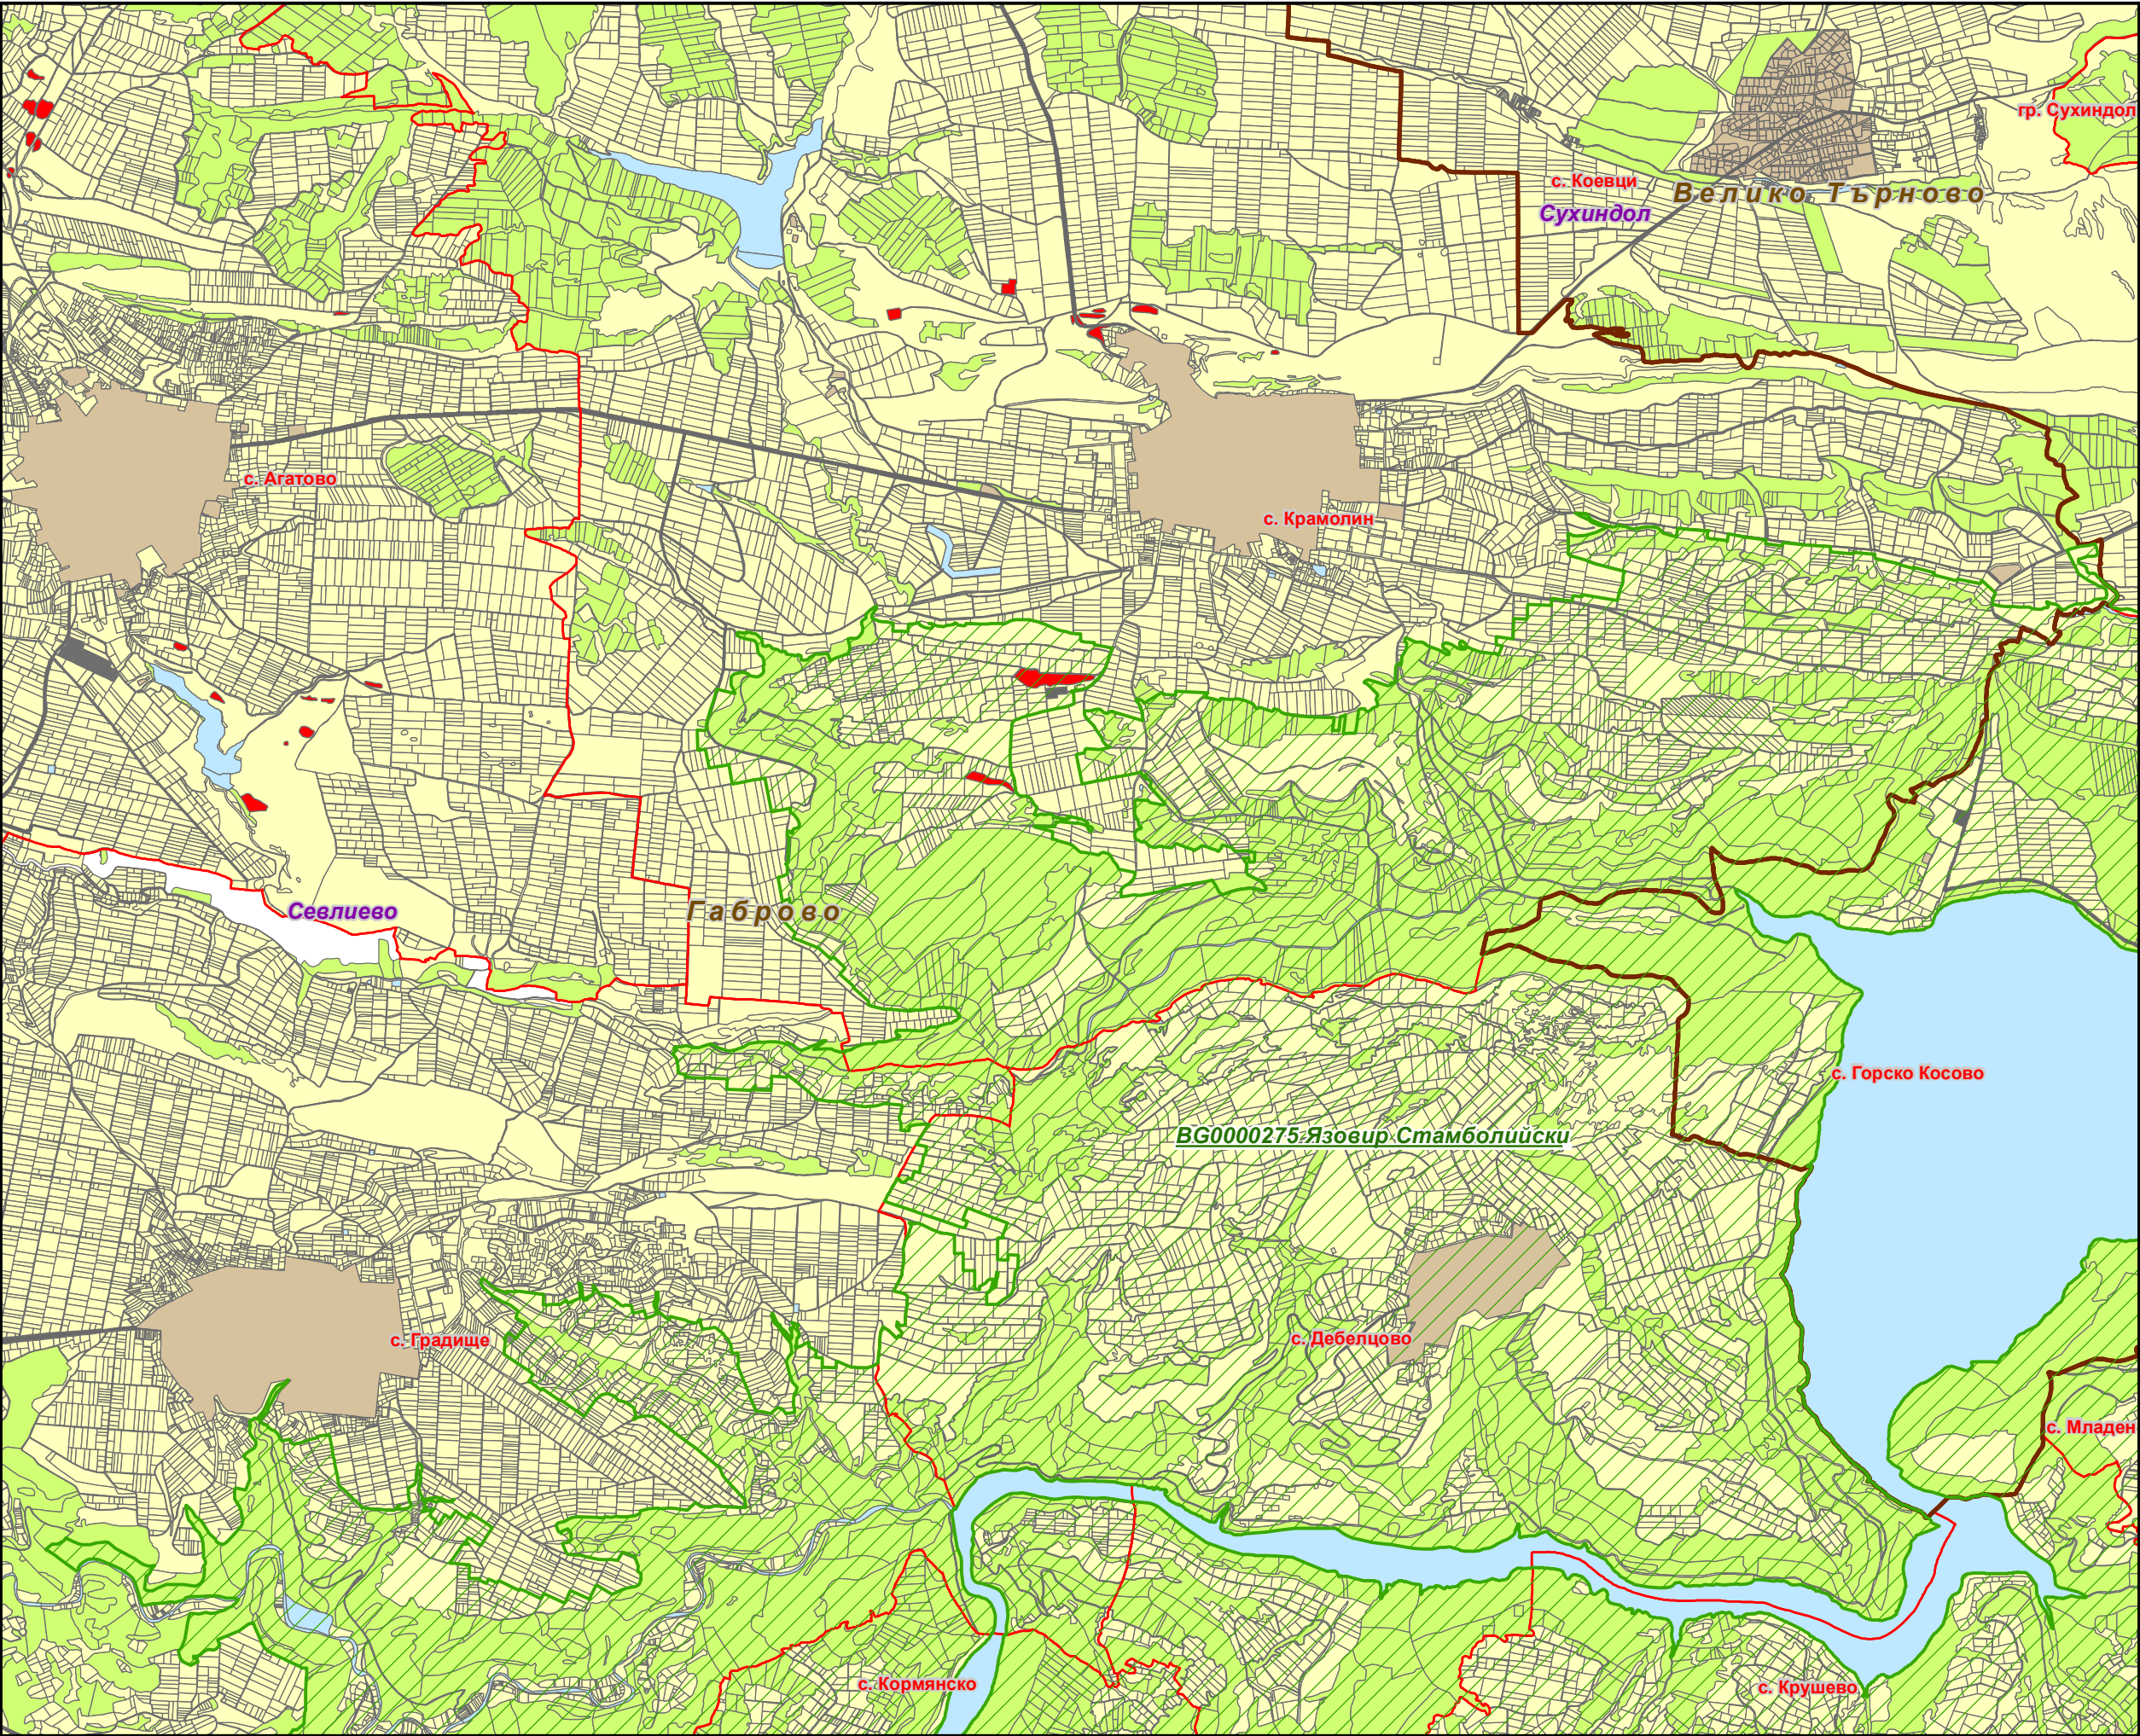 гр. Сухиндол
с. Коевци
Велико Търново
Сухиндол
с. Агатово
с. Крамолин
Севлиево
Габрово
с. Горско Косово
BG0000275 Язовир Стамболийски
с. Градище
с. Дебелцово
с. Младен
с. Кормянско
с. Крушево